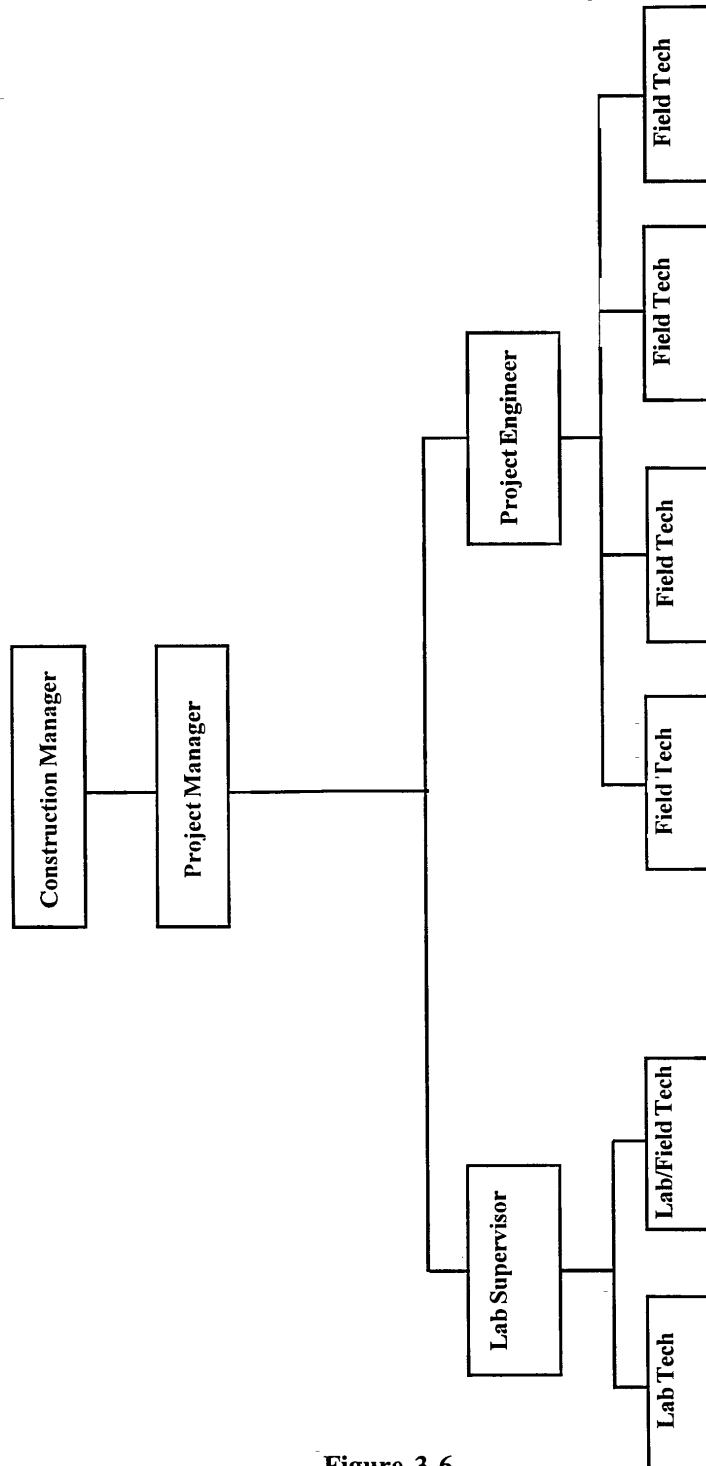 Construction Manager
Project Manager
Lab Supervisor
Project Engineer
Lab Tech
Lab/Field Tech
Field Tech
Field Tech
Field Tech
Field Tech
Figure 3-6